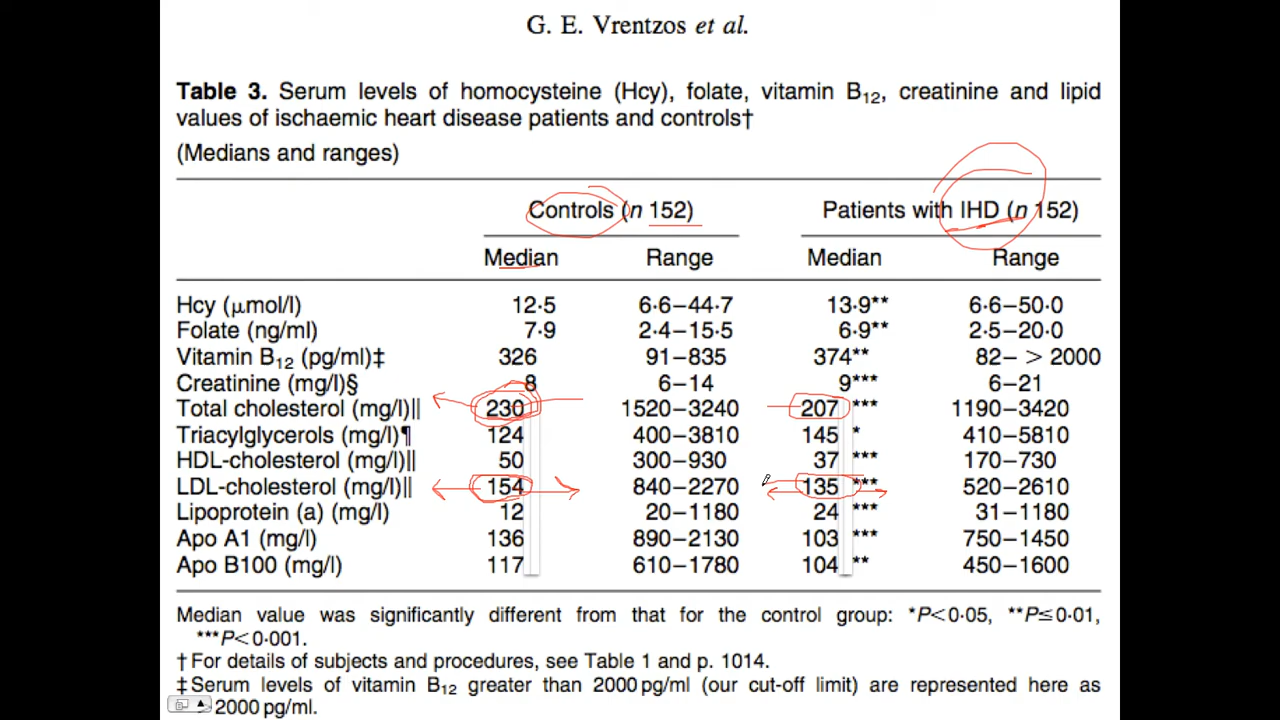 G. E. Vrentzos et al.
Table 3. Serum levels of homocysteine (Hcy), folate, vitamin B12, creatinine and lipid
values of ischaemic heart disease patients and controls†
(Medians and ranges)
Controls (n 152) Patients with IHD (n 152)
Median Range Median Range
Hcy (μmol/l) 12·5 6·6–44·7 13·9** 6·6–50·0
Folate (ng/ml) 7·9 2·4–15·5 6·9** 2·5–20·0
Vitamin B12 (pg/ml)‡ 326 91–835 374** 82– > 2000
Creatinine (mg/l)§ 8 6–14 9*** 6–21
Total cholesterol (mg/l)|| 230 1520–3240 207 *** 1190–3420
Triacylglycerols (mg/l)¶ 124 400–3810 145 * 410–5810
HDL-cholesterol (mg/l)|| 50 300–930 37 *** 170–730
LDL-cholesterol (mg/l)|| 154 840–2270 135 *** 520–2610
Lipoprotein (a) (mg/l) 12 20–1180 24 *** 31–1180
Apo A1 (mg/l) 136 890–2130 103 *** 750–1450
Apo B100 (mg/l) 117 610–1780 104 ** 450–1600
Median value was significantly different from that for the control group: *P<0·05, **P≤0·01,
***P<0·001.
†For details of subjects and procedures, see Table 1 and p. 1014.
‡Serum levels of vitamin B12 greater than 2000 pg/ml (our cut-off limit) are represented here as
2000 pg/ml.